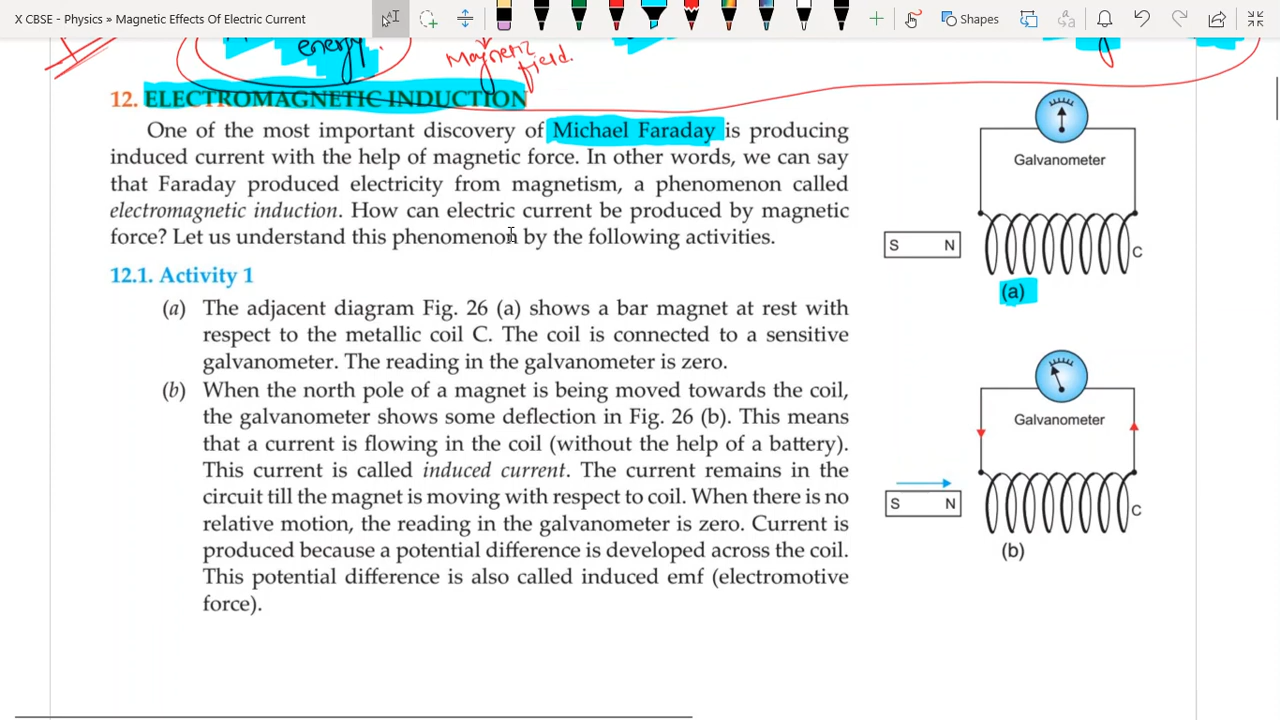 X CBSE - Physics » Magnetic Effects Of Electric Current
Shapes
energy.
Magnetic
field.
12. ELECTROMAGNETIC INDUCTION
One of the most important discovery of Michael Faraday is producing
induced current with the help of magnetic force. In other words, we can say
that Faraday produced electricity from magnetism, a phenomenon called
electromagnetic induction. How can electric current be produced by magnetic
force? Let us understand this phenomenon by the following activities.
12.1. Activity 1
(a) The adjacent diagram Fig. 26 (a) shows a bar magnet at rest with
respect to the metallic coil C. The coil is connected to a sensitive
galvanometer. The reading in the galvanometer is zero.
(b) When the north pole of a magnet is being moved towards the coil,
the galvanometer shows some deflection in Fig. 26 (b). This means
that a current is flowing in the coil (without the help of a battery).
This current is called induced current. The current remains in the
circuit till the magnet is moving with respect to coil. When there is no
relative motion, the reading in the galvanometer is zero. Current is
produced because a potential difference is developed across the coil.
This potential difference is also called induced emf (electromotive
force).
Galvanometer
S N
C
(a)
Galvanometer
S N
C
(b)